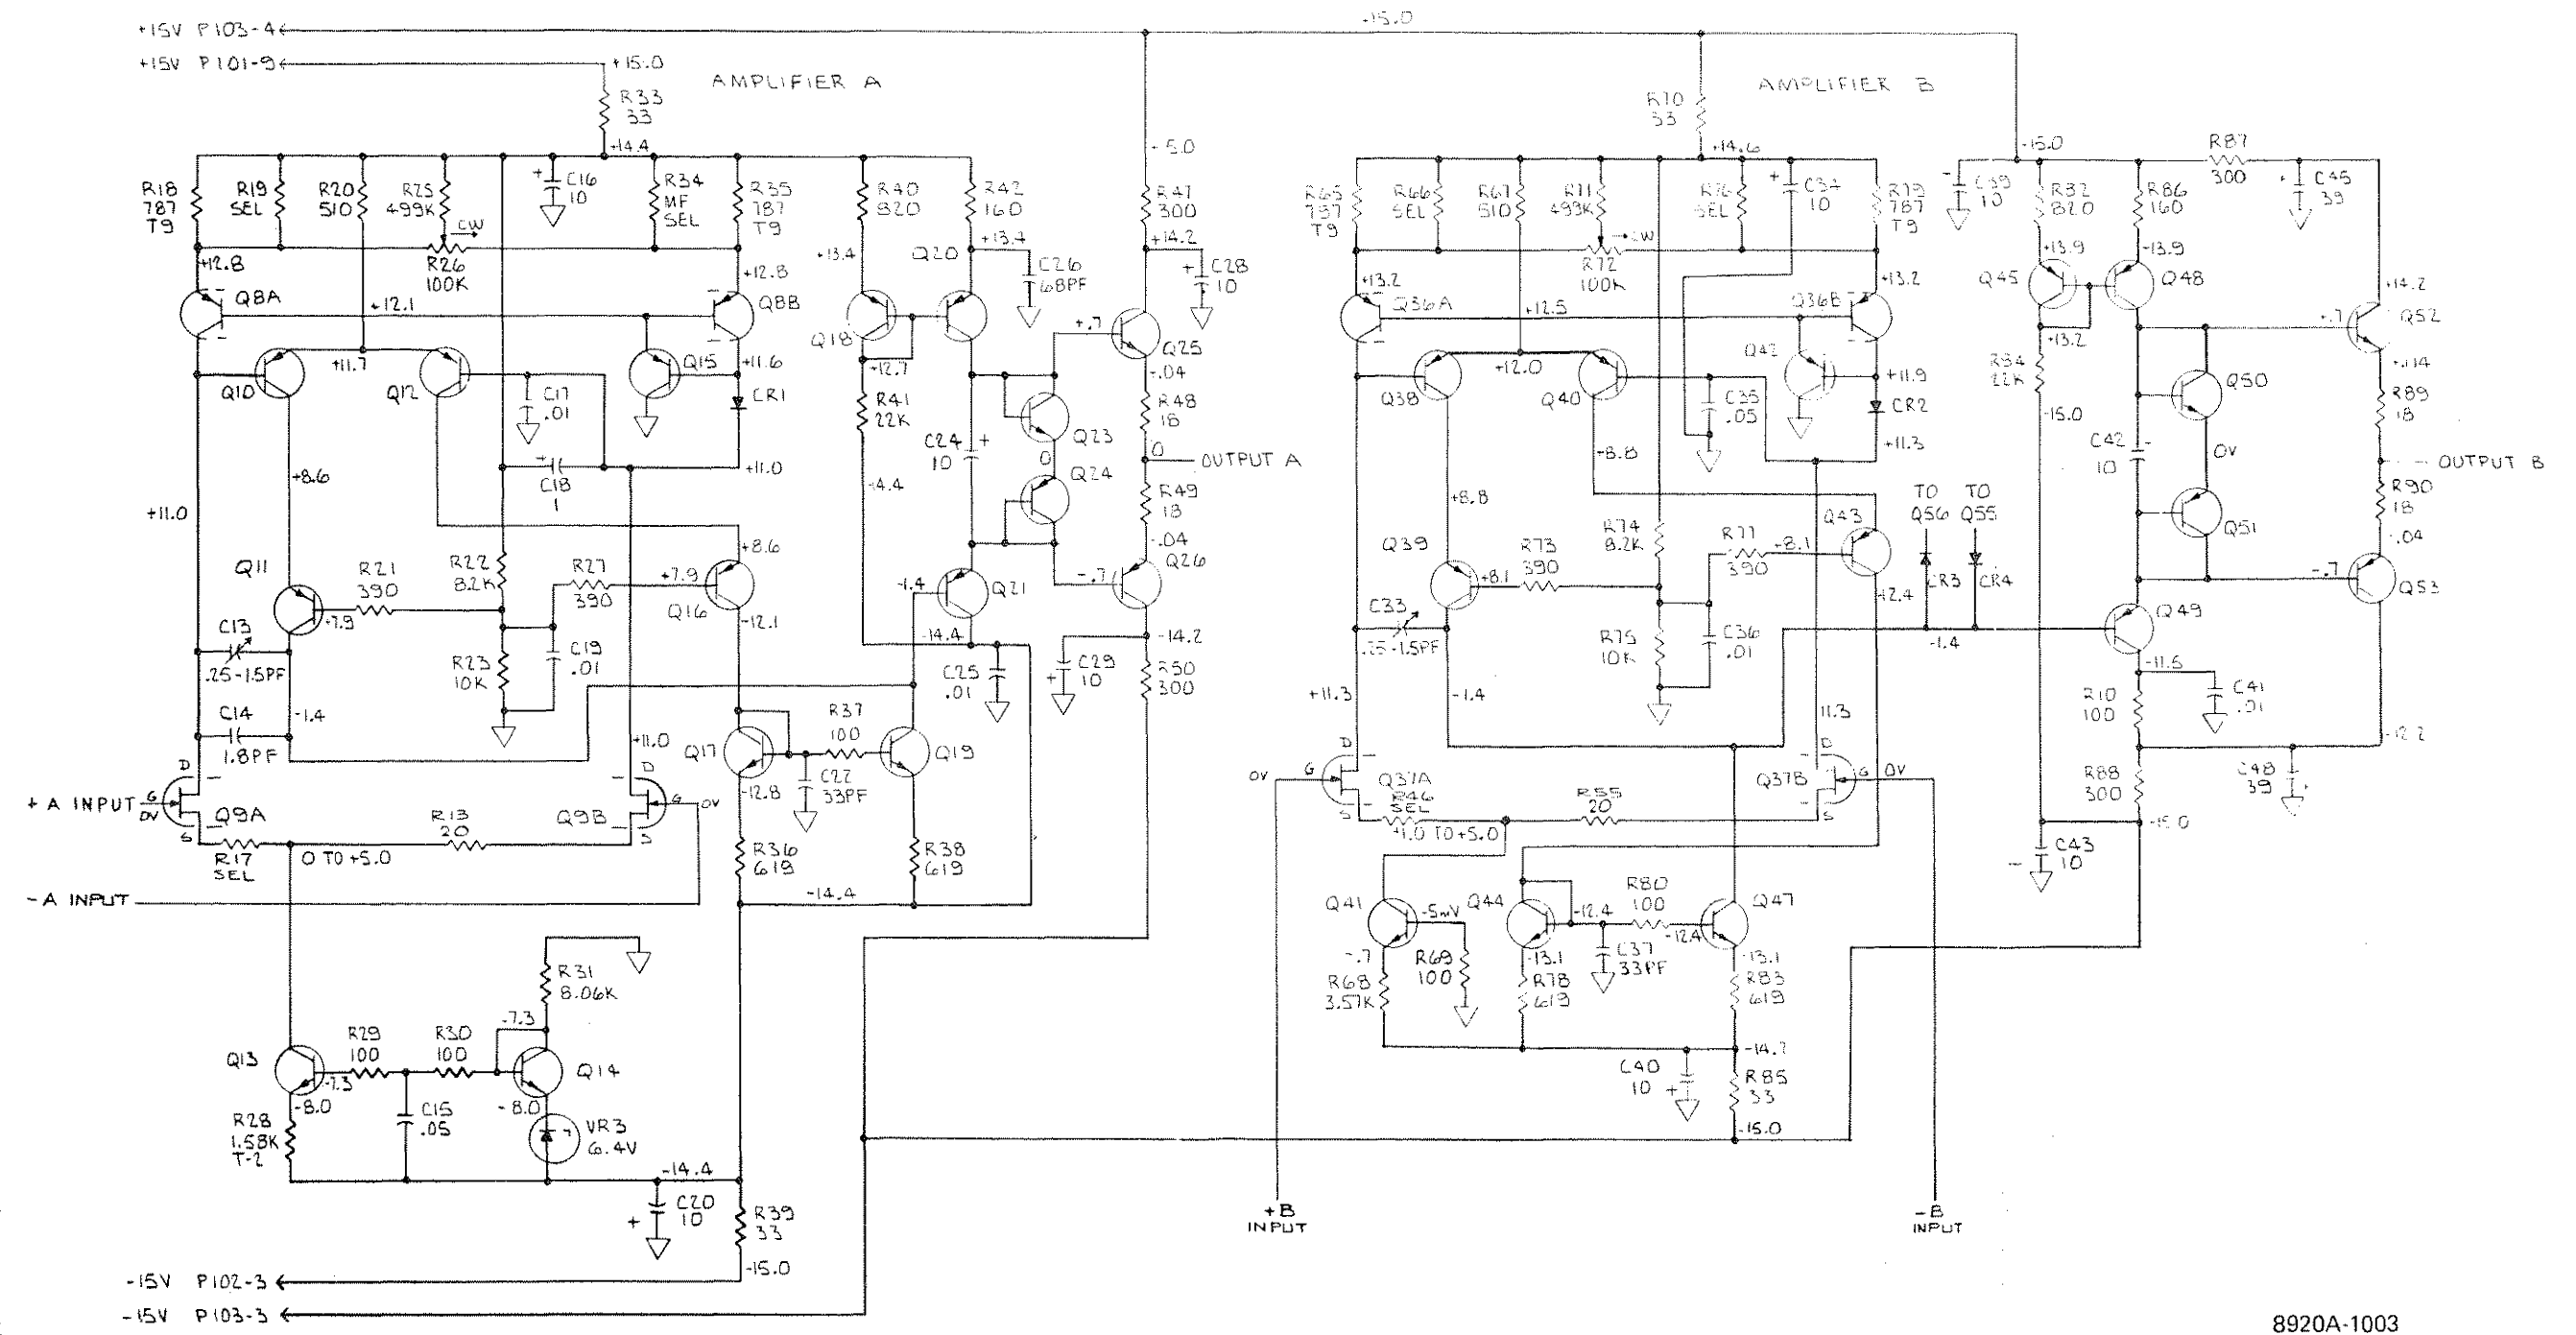 +15V P103-4
-15.0
+15V P101-9
+15.0
AMPLIFIER A
AMPLIFIER B
R33
33
+14.4
R18
787
T9
R19
SEL
R20
510
R25
499K
CW
C16
10
R34
MF
SEL
R35
787
T9
R26
100K
+12.8
+12.8
Q8A
Q8B
+12.1
+11.7
+11.6
Q10
Q12
Q15
C17
.01
CR1
+8.6
C18
1
+11.0
+11.0
Q11
R21
390
+7.9
R22
8.2K
R27
390
+7.9
+8.6
Q16
-12.1
C13
.25-1.5PF
R23
10K
C19
.01
C14
1.8PF
-1.4
+11.0
+ A INPUT
G
0V
D
S
Q9A
R17
SEL
0 TO +5.0
R13
20
Q9B
D
G
S
0V
- A INPUT
Q17
-12.8
R37
100
C22
33PF
Q19
R36
619
R38
619
-14.4
R40
820
R42
160
+13.4
+13.4
Q20
C26
68PF
Q18
+12.7
R41
22K
-14.4
C24
10
Q23
0
Q24
-1.4
Q21
-14.4
C25
.01
-5.0
R47
300
+14.2
C28
10
+.7
Q25
-.04
R48
18
0
OUTPUT A
R49
18
-.04
Q26
-.7
-14.2
C29
10
R50
300
Q13
-7.3
-8.0
R28
1.58K
T-2
R29
100
R30
100
C15
.05
R31
8.06K
-7.3
Q14
-8.0
VR3
6.4V
-14.4
C20
10
R39
33
-15.0
-15V P102-3
-15V P103-3
R70
33
+14.6
R65
787
T9
R66
SEL
R67
510
R71
499K
CW
R76
SEL
C34
10
R79
787
T9
R72
100K
+13.2
+13.2
Q36A
Q36B
+12.5
+12.0
Q42
+11.9
Q38
Q40
C35
.05
CR2
+11.3
+8.8
+8.8
Q39
+8.1
R73
390
R74
8.2K
R77
390
+8.1
Q43
-12.4
C33
.25-1.5PF
R75
10K
C36
.01
+11.3
-1.4
11.3
0V
G
D
S
Q37A
R46
SEL
+1.0 TO +5.0
R55
20
Q37B
D
G
S
0V
Q41
-5mV
-.7
R68
3.57K
R69
100
Q44
-12.4
-13.1
R78
619
C37
33PF
R80
100
-12.4
Q47
-13.1
R83
619
C40
10
R85
33
-15.0
+B
INPUT
-B
INPUT
TO
Q56
TO
Q55
CR3
CR4
-1.4
-15.0
C39
10
R82
820
R86
160
R87
300
C45
39
+13.9
-13.9
Q45
Q48
+13.2
R84
22K
-15.0
C42
10
Q50
0V
Q51
+.7
+14.2
Q52
+.14
R89
18
OUTPUT B
R90
18
-.04
-.7
Q53
Q49
-11.5
C41
.01
R10
100
R88
300
-15.0
C48
39
-12.2
C43
10
8920A-1003